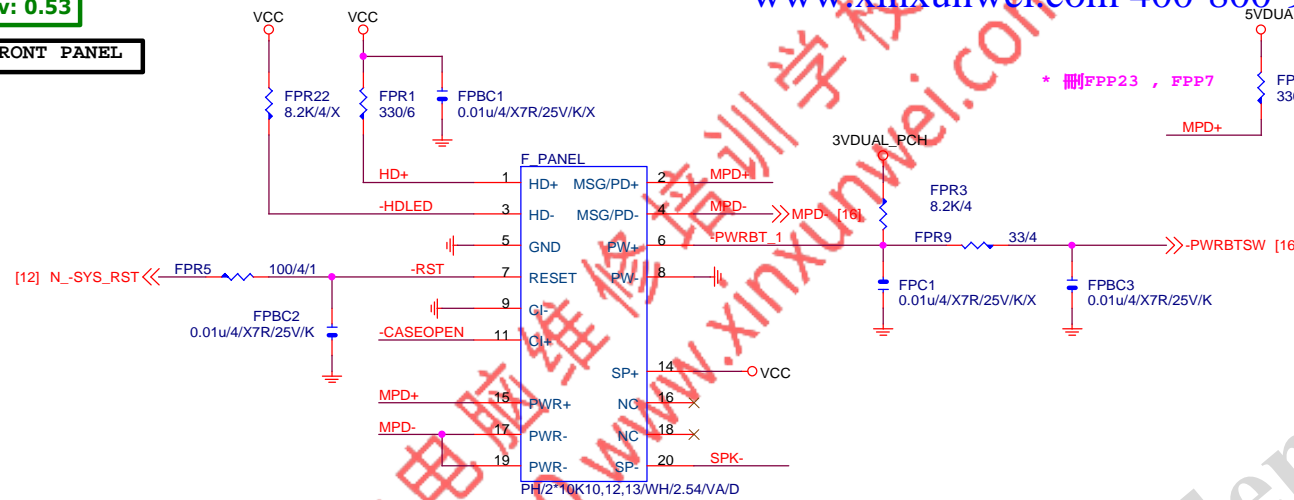 v: 0.53
RONT PANEL
www.xinxunwei.com 400-800-
VCC
VCC
5VDUA
FPR22
8.2K/4/X
FPR1
330/6
FPBC1
0.01u/4/X7R/25V/K/X
* 删FPP23 , FPP7
FP
330
MPD+
3VDUAL_PCH
F_PANEL
HD+
1
HD+
MSG/PD+
2
MPD+
-HDLED
3
HD-
MSG/PD-
4
MPD-
MPD- [16]
FPR3
8.2K/4
5
GND
PW+
6
-PWRBT_1
FPR9
33/4
-PWRBTSW [16
[12] N_-SYS_RST
FPR5
100/4/1
-RST
7
RESET
PW-
8
9
CI-
FPC1
0.01u/4/X7R/25V/K/X
FPBC3
0.01u/4/X7R/25V/K
FPBC2
0.01u/4/X7R/25V/K
-CASEOPEN
11
CI+
SP+
14
VCC
MPD+
15
PWR+
NC
16
MPD-
17
PWR-
NC
18
19
PWR-
SP-
20
SPK-
PH/2*10K10,12,13/WH/2.54/VA/D
电脑维修培训学校
www.xinxunwei.com